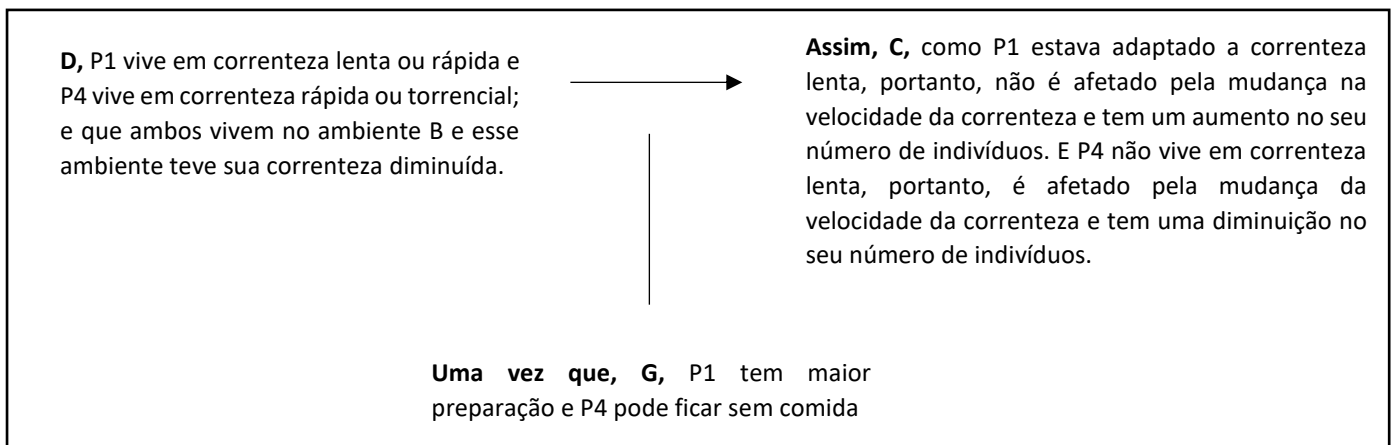 D, P1 vive em correnteza lenta ou rápida e
P4 vive em correnteza rápida ou torrencial;
e que ambos vivem no ambiente B e esse
ambiente teve sua correnteza diminuída.
Assim, C, como P1 estava adaptado a correnteza
lenta, portanto, não é afetado pela mudança na
velocidade da correnteza e tem um aumento no seu
número de indivíduos. E P4 não vive em correnteza
lenta, portanto, é afetado pela mudança da
velocidade da correnteza e tem uma diminuição no
seu número de indivíduos.
Uma vez que, G, P1 tem maior
preparação e P4 pode ficar sem comida